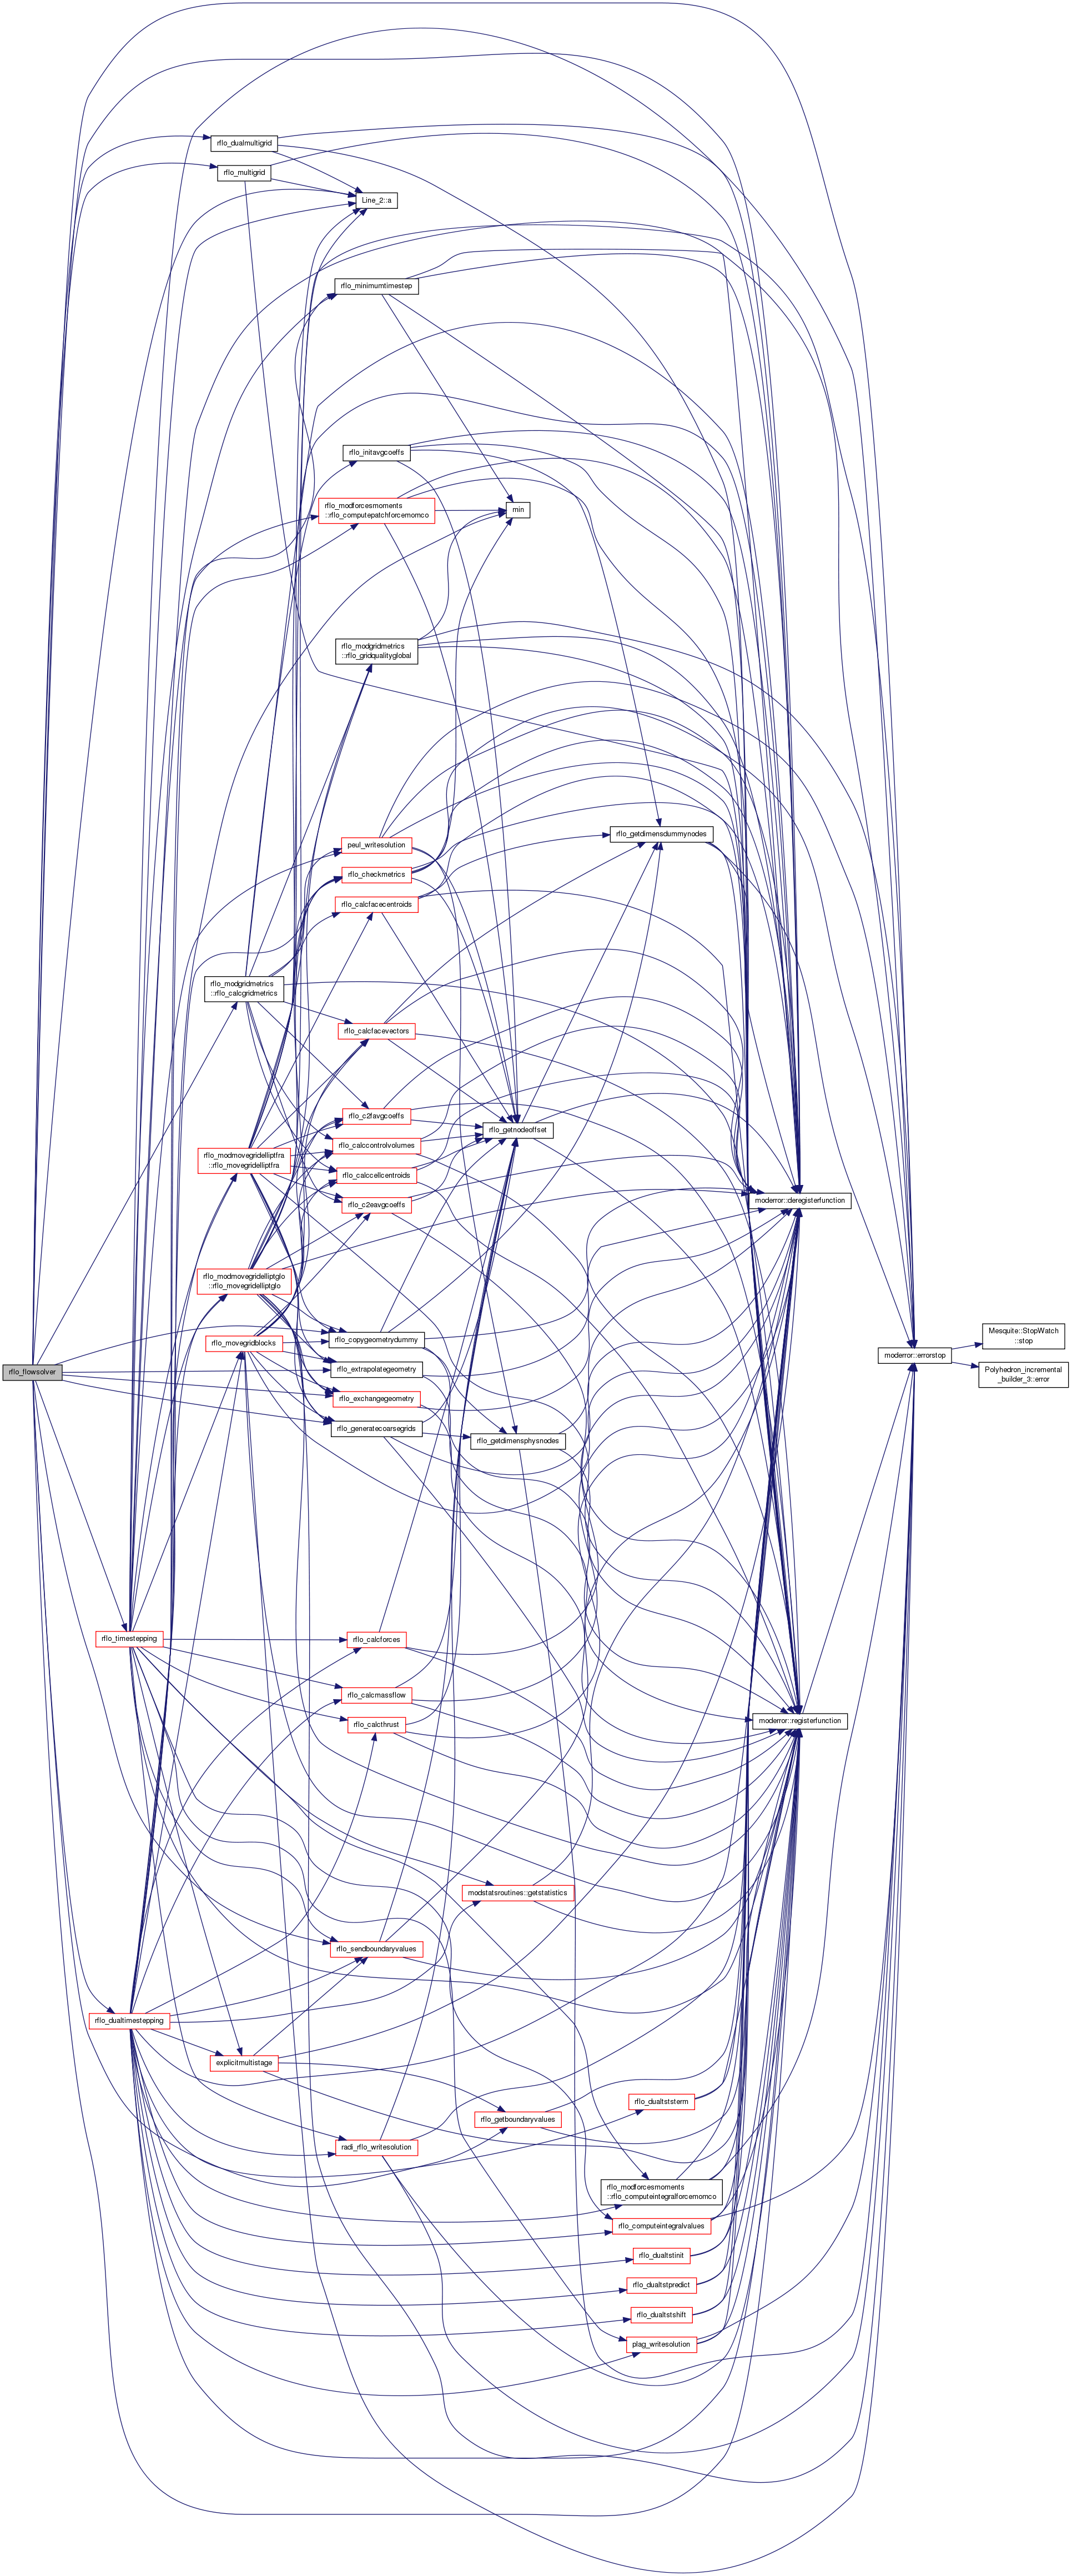 rflo_dualmultigrid
rflo_multigrid
Line_2::a
rflo_minimumtimestep
rflo_initavgcoeffs
rflo_modforcesmoments
::rflo_computepatchforcemomco
min
rflo_modgridmetrics
::rflo_gridqualityglobal
rflo_getdimensdummynodes
peul_writesolution
rflo_checkmetrics
rflo_calcfacecentroids
rflo_modgridmetrics
::rflo_calcgridmetrics
rflo_calcfacevectors
rflo_c2favgcoeffs
rflo_getnodeoffset
rflo_calccontrolvolumes
rflo_modmovegridelliptfra
::rflo_movegridelliptfra
rflo_calccellcentroids
rflo_c2eavgcoeffs
moderror::deregisterfunction
rflo_modmovegridelliptglo
::rflo_movegridelliptglo
rflo_copygeometrydummy
rflo_movegridblocks
Mesquite::StopWatch
::stop
moderror::errorstop
rflo_flowsolver
rflo_extrapolategeometry
Polyhedron_incremental
_builder_3::error
rflo_exchangegeometry
rflo_generatecoarsegrids
rflo_getdimensphysnodes
rflo_timestepping
rflo_calcforces
rflo_calcmassflow
rflo_calcthrust
moderror::registerfunction
modstatsroutines::getstatistics
rflo_sendboundaryvalues
rflo_dualtimestepping
explicitmultistage
rflo_dualtststerm
rflo_getboundaryvalues
radi_rflo_writesolution
rflo_modforcesmoments
::rflo_computeintegralforcemomco
rflo_computeintegralvalues
rflo_dualtstinit
rflo_dualtstpredict
rflo_dualtstshift
plag_writesolution